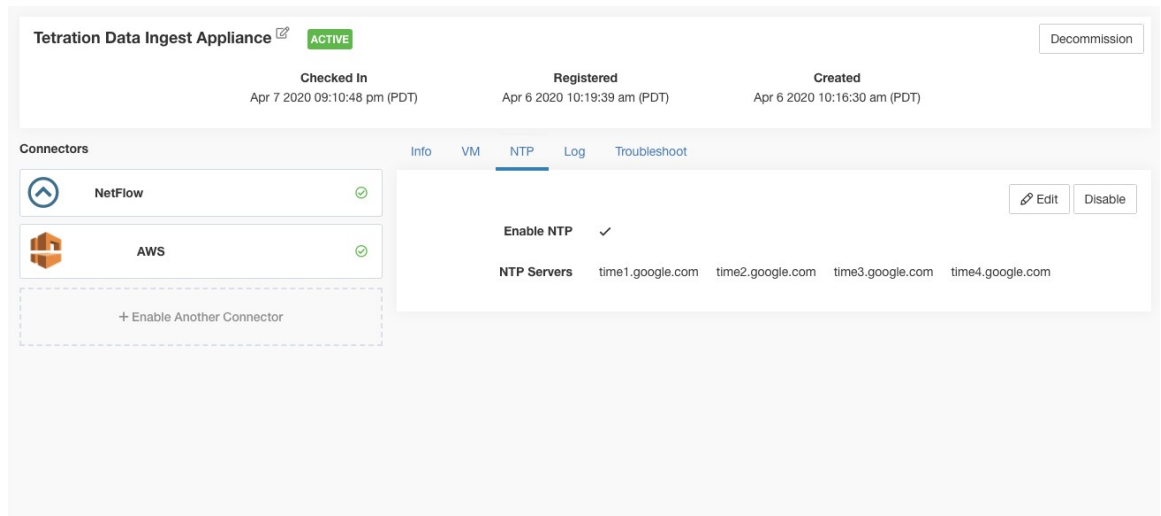 Tetration Data Ingest Appliance ACTIVE
Decommission
Checked In Registered Created
Apr 7 2020 09:10:48 pm (PDT) Apr 6 2020 10:19:39 am (PDT) Apr 6 2020 10:16:30 am (PDT)
Connectors
Info VM NTP Log Troubleshoot
NetFlow
Edit Disable
Enable NTP
AWS
NTP Servers time1.google.com time2.google.com time3.google.com time4.google.com
+ Enable Another Connector